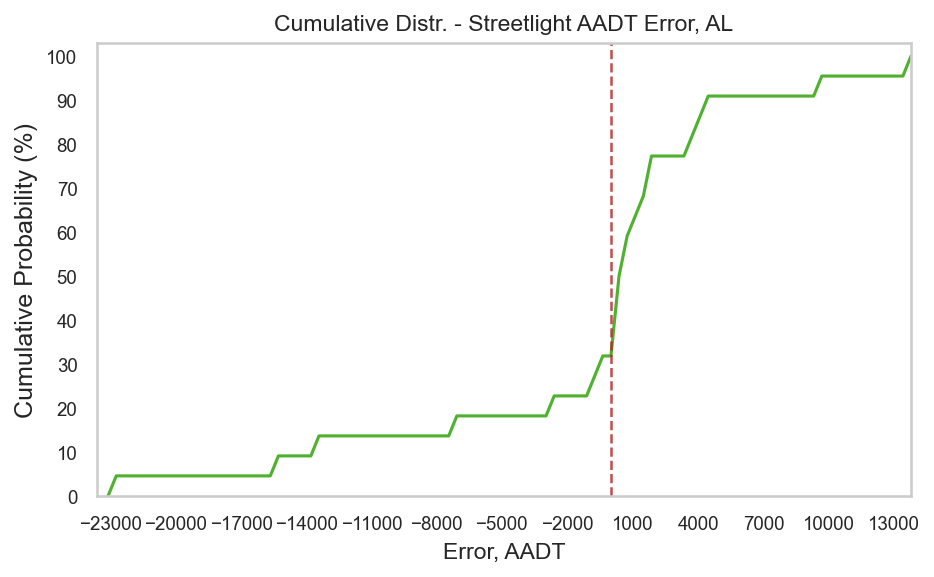 Cumulative Distr. - Streetlight AADT Error, AL
Cumulative Probability (%)
100
90
80
70
60
50
40
30
20
10
0
−23000 −20000 −17000 −14000 −11000 −8000 −5000 −2000 1000 4000 7000 10000 13000
Error, AADT